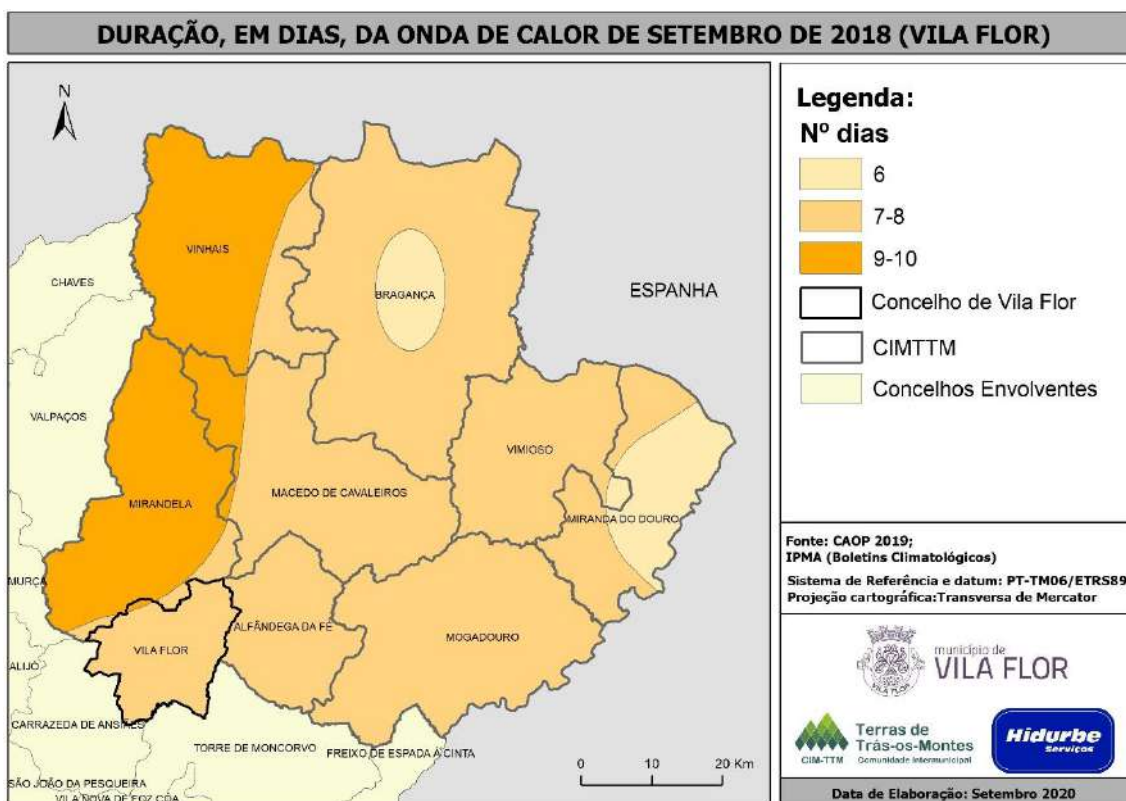 DURAÇÃO, EM DIAS, DA ONDA DE CALOR DE SETEMBRO DE 2018 (VILA FLOR)
N
VINHAIS
CHAVES
BRAGANÇA
ESPANHA
VALPAÇOS
VIMIOSO
MACEDO DE CAVALEIROS
MIRANDELA
MIRANDA DO DOURO
MURÇA
ALFÂNDEGA DA FÉ
MOGADOURO
VILA FLOR
ALIJÓ
CARRAZEDA DE ANSIÃES
TORRE DE MONCORVO
FREIXO DE ESPADA À CINTA
SÃO JOÃO DA PESQUEIRA
VILA NOVA DE FOZ CÔA
0 10 20 Km
Legenda:
Nº dias
6
7-8
9-10
Concelho de Vila Flor
CIMTTM
Concelhos Envolventes
Fonte: CAOP 2019;
IPMA (Boletins Climatológicos)
Sistema de Referência e datum: PT-TM06/ETRS89
Projeção cartográfica:Transversa de Mercator
município de
VILA FLOR
VILA FLOR
Terras de
Trás-os-Montes
CIM-TTM Comunidade Intermunicipal
Hidurbe
Serviços
Data de Elaboração: Setembro 2020